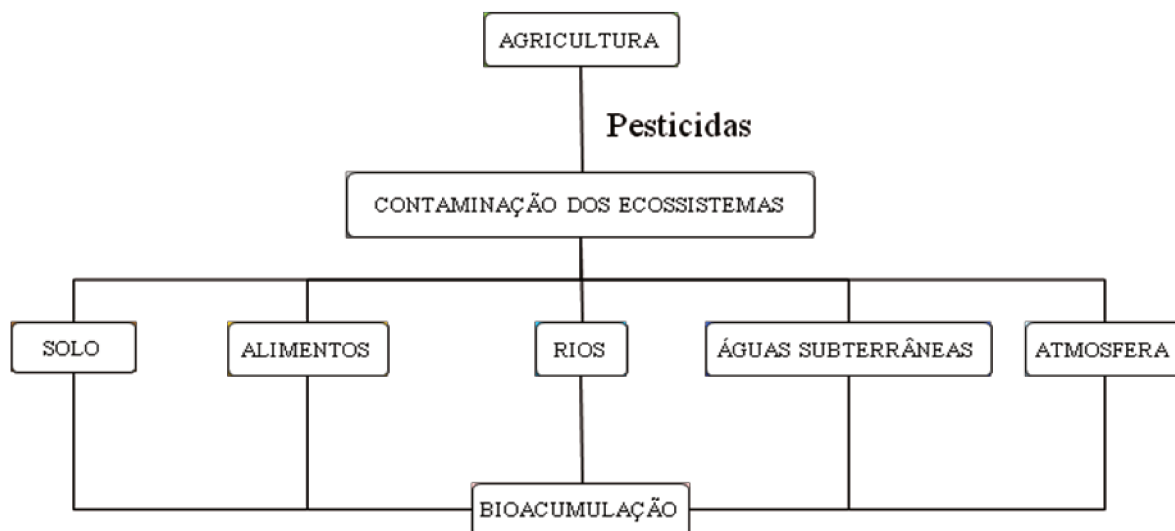 AGRICULTURA
Pesticidas
CONTAMINAÇÃO DOS ECOSSISTEMAS
SOLO
ALIMENTOS
RIOS
ÁGUAS SUBTERRÂNEAS
ATMOSFERA
BIOACUMULAÇÃO